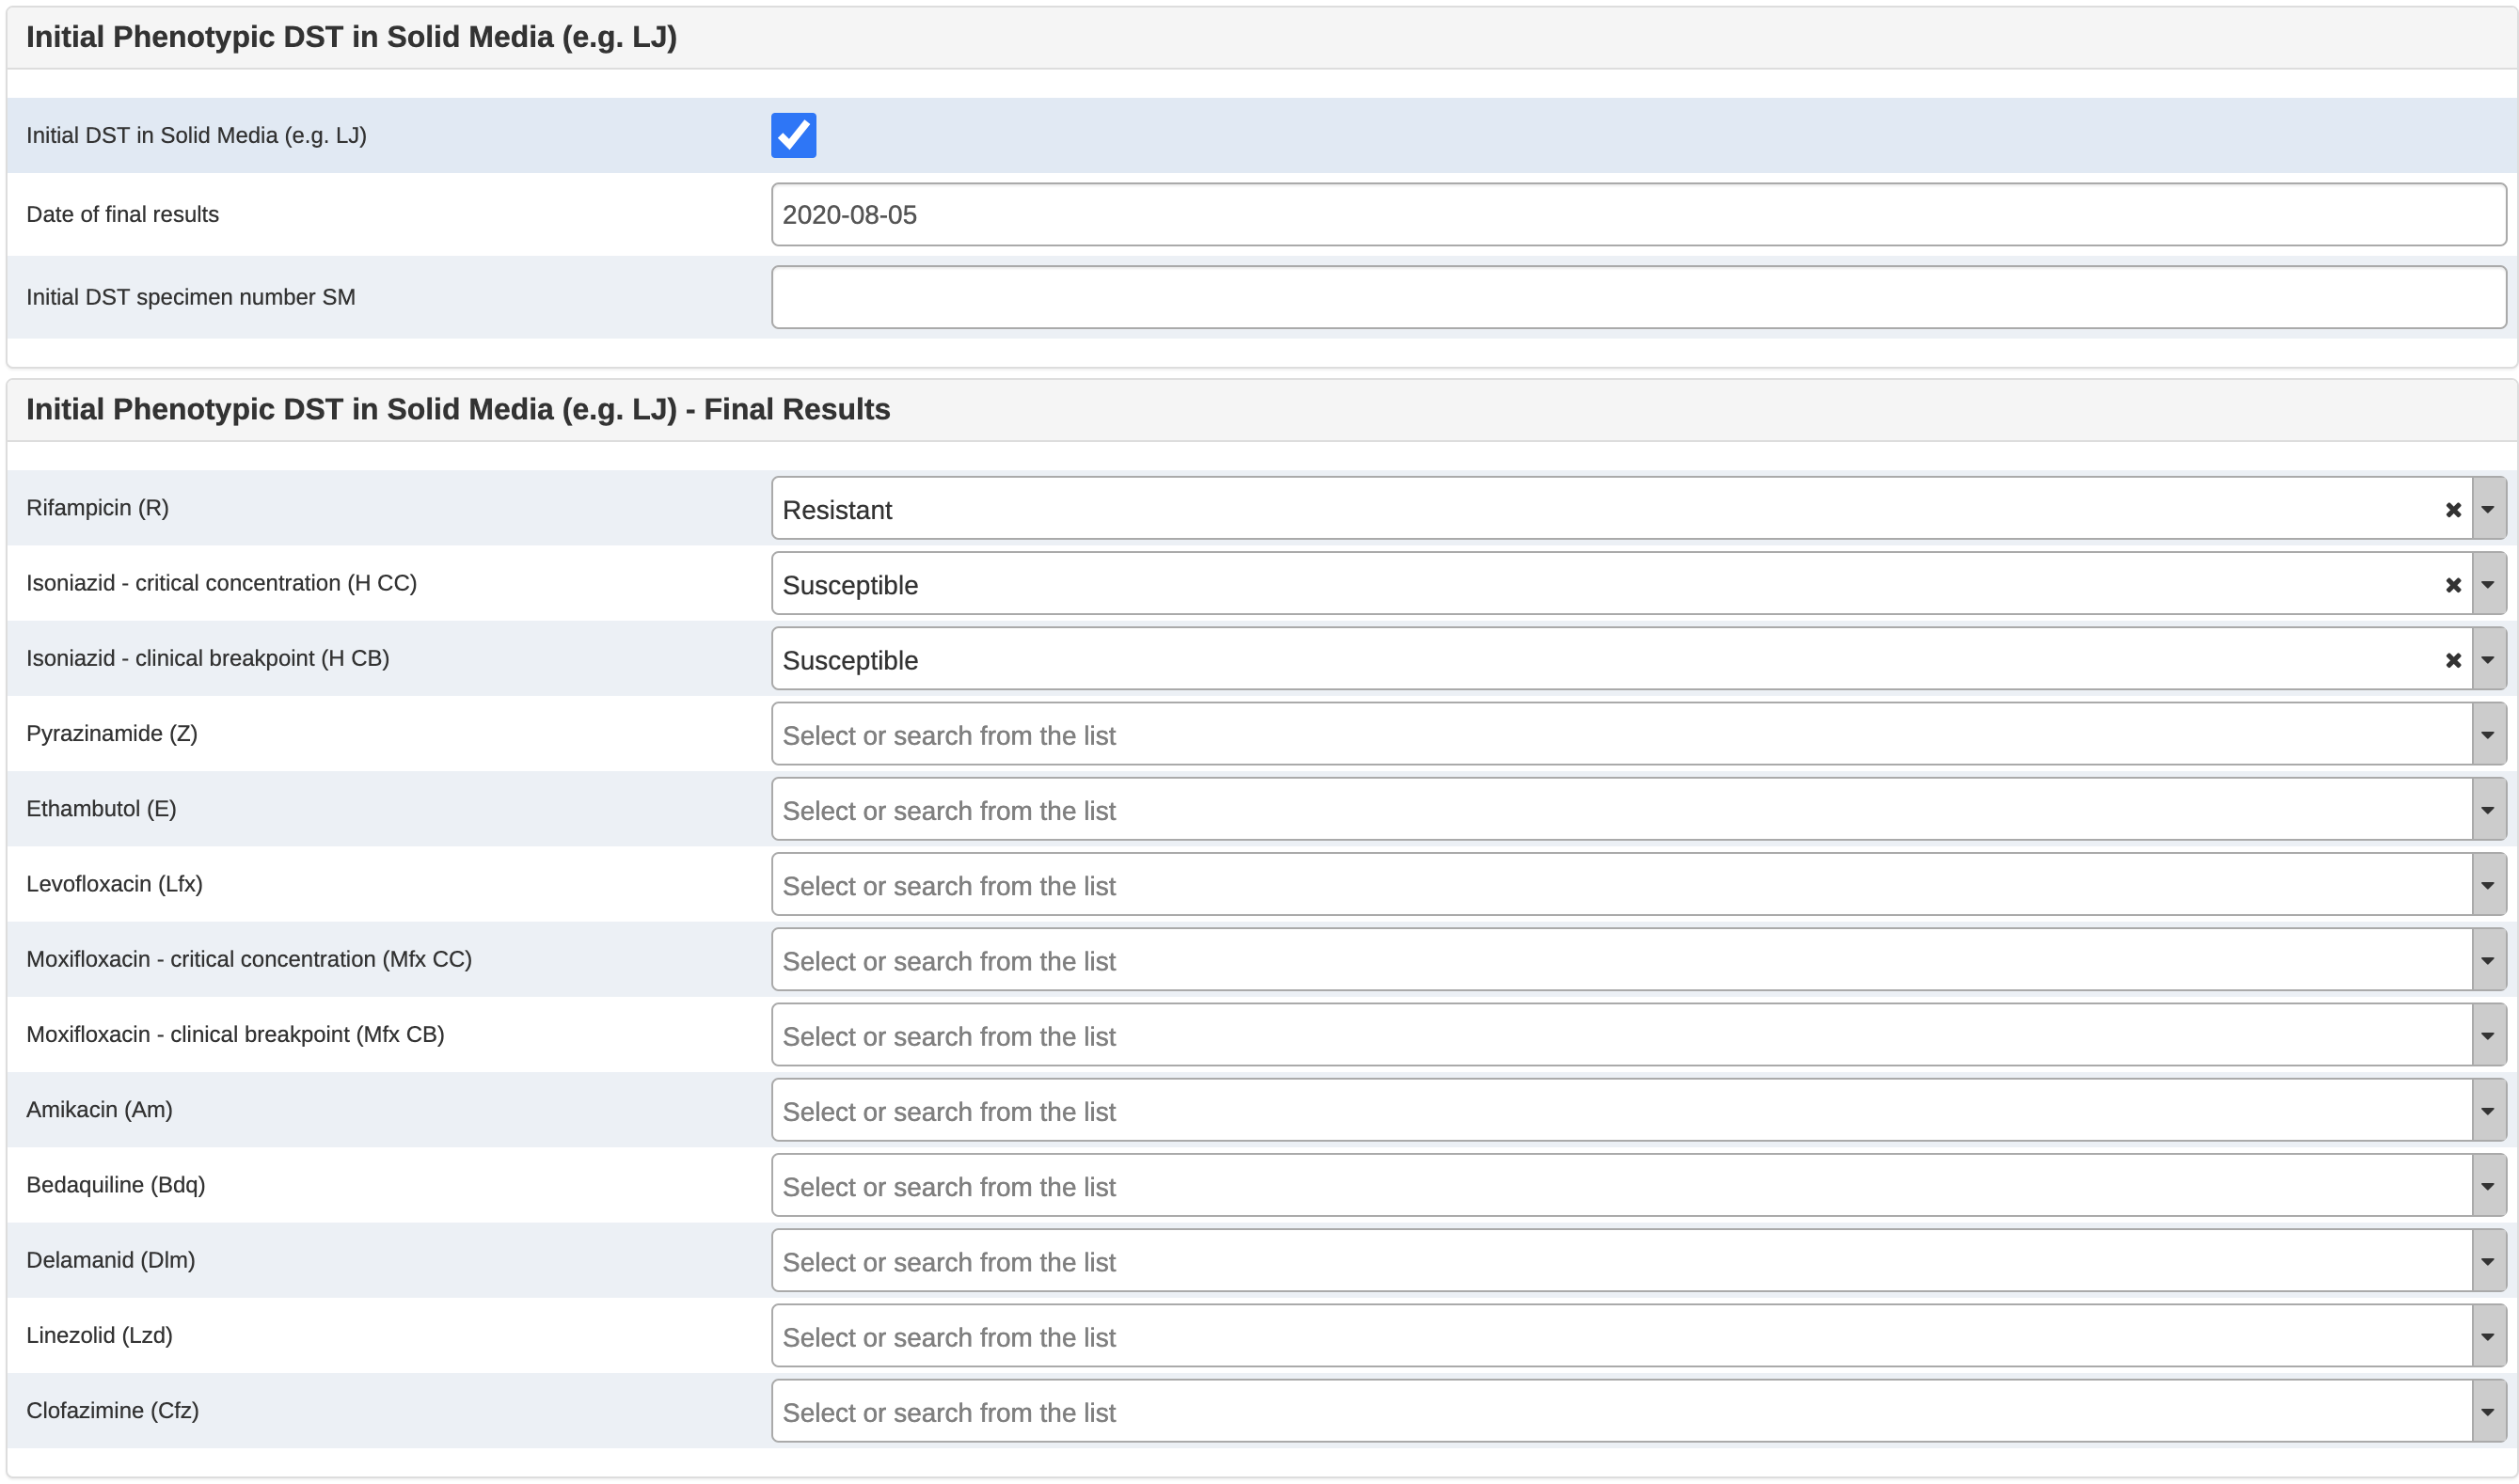 Initial Phenotypic DST in Solid Media (e.g. LJ)
Initial DST in Solid Media (e.g. LJ)
Date of final results 2020-08-05
Initial DST specimen number SM
Initial Phenotypic DST in Solid Media (e.g. LJ) - Final Results
Rifampicin (R) Resistant
Isoniazid - critical concentration (H CC) Susceptible
Isoniazid - clinical breakpoint (H CB) Susceptible
Pyrazinamide (Z) Select or search from the list
Ethambutol (E) Select or search from the list
Levofloxacin (Lfx) Select or search from the list
Moxifloxacin - critical concentration (Mfx CC) Select or search from the list
Moxifloxacin - clinical breakpoint (Mfx CB) Select or search from the list
Amikacin (Am) Select or search from the list
Bedaquiline (Bdq) Select or search from the list
Delamanid (Dlm) Select or search from the list
Linezolid (Lzd) Select or search from the list
Clofazimine (Cfz) Select or search from the list